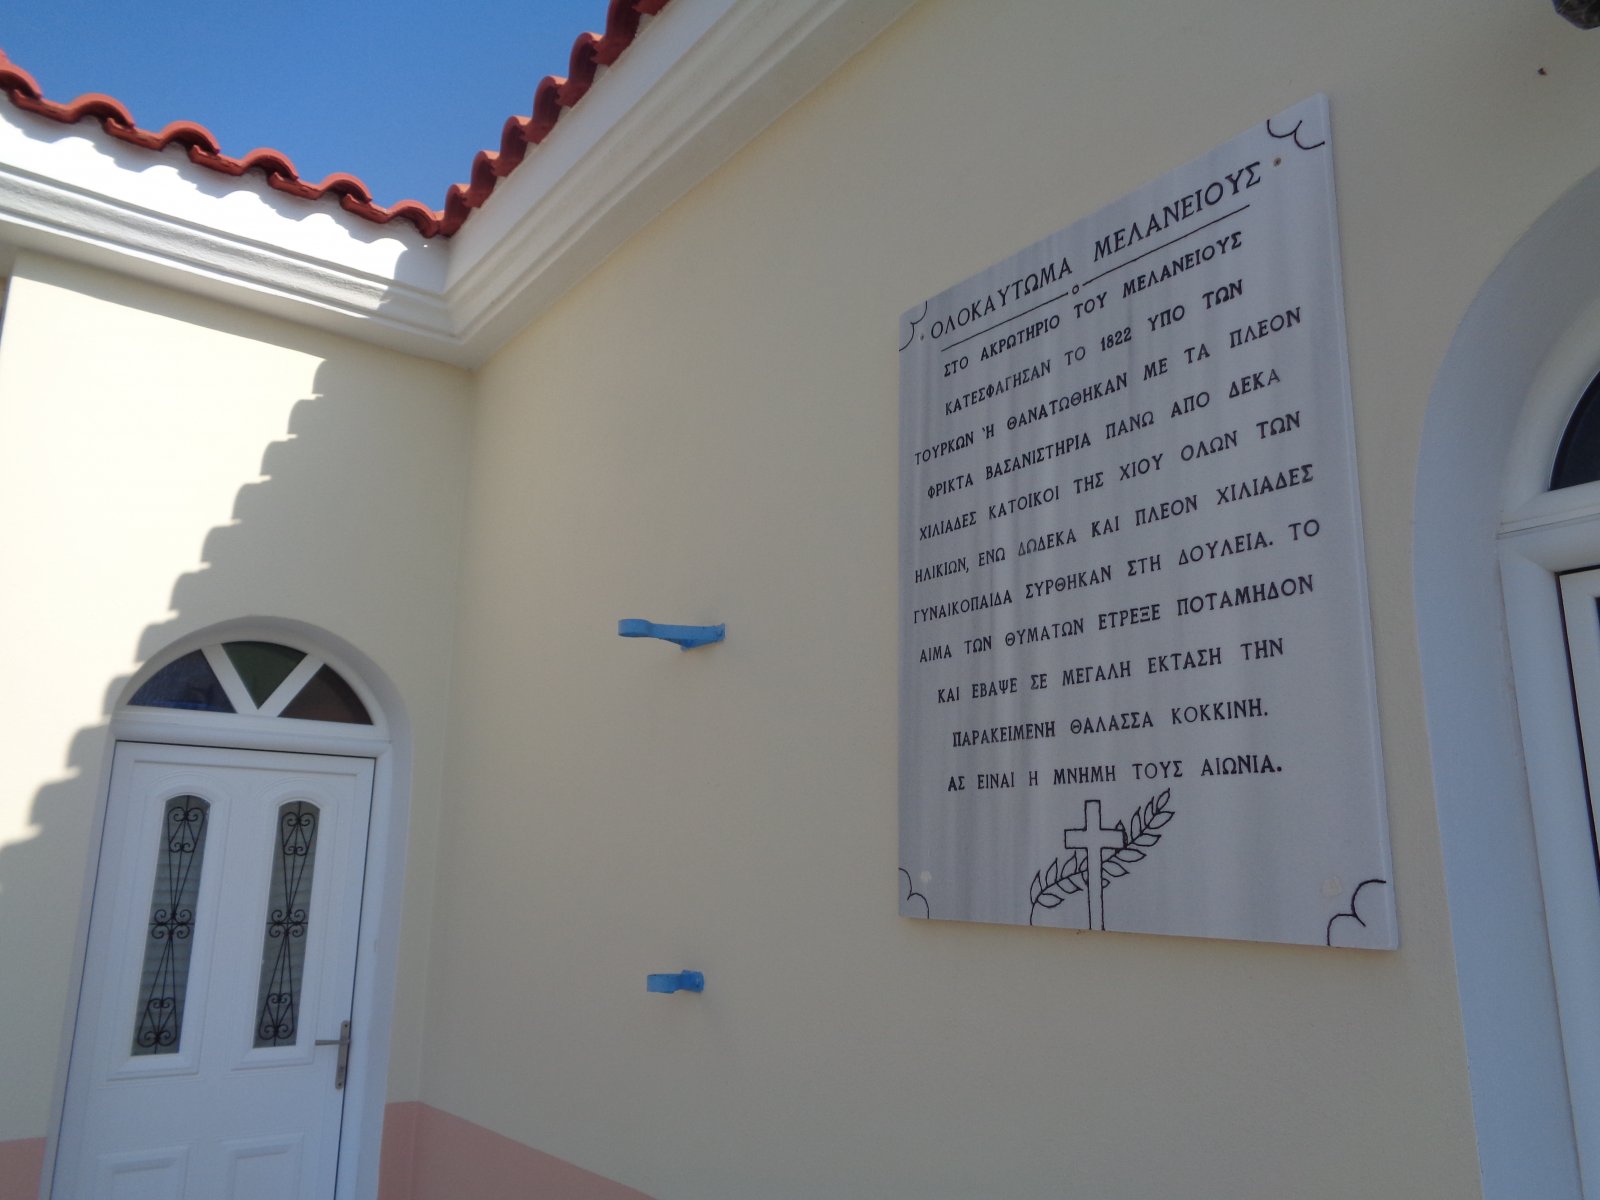 ΟΛΟΚΑΥΤΩΜΑ ΜΕΛΑΝΕΙΟΥΣ
ΣΤΟ ΑΚΡΩΤΗΡΙΟ ΤΟΥ ΜΕΛΑΝΕΙΟΥΣ
ΚΑΤΕΣΦΑΓΗΣΑΝ ΤΟ 1822 ΥΠΟ ΤΩΝ
ΤΟΥΡΚΩΝ Ή ΘΑΝΑΤΩΘΗΚΑΝ ΜΕ ΤΑ ΠΛΕΟΝ
ΦΡΙΚΤΑ ΒΑΣΑΝΙΣΤΗΡΙΑ ΠΑΝΩ ΑΠΟ ΔΕΚΑ
ΧΙΛΙΑΔΕΣ ΚΑΤΟΙΚΟΙ ΤΗΣ ΧΙΟΥ ΟΛΩΝ ΤΩΝ
ΗΛΙΚΙΩΝ, ΕΝΩ ΔΩΔΕΚΑ ΚΑΙ ΠΛΕΟΝ ΧΙΛΙΑΔΕΣ
ΓΥΝΑΙΚΟΠΑΙΔΑ ΣΥΡΘΗΚΑΝ ΣΤΗ ΔΟΥΛΕΙΑ. ΤΟ
ΑΙΜΑ ΤΩΝ ΘΥΜΑΤΩΝ ΕΤΡΕΞΕ ΠΟΤΑΜΗΔΟΝ
ΚΑΙ ΕΒΑΨΕ ΣΕ ΜΕΓΑΛΗ ΕΚΤΑΣΗ ΤΗΝ
ΠΑΡΑΚΕΙΜΕΝΗ ΘΑΛΑΣΣΑ ΚΟΚΚΙΝΗ.
ΑΣ ΕΙΝΑΙ Η ΜΝΗΜΗ ΤΟΥΣ ΑΙΩΝΙΑ.